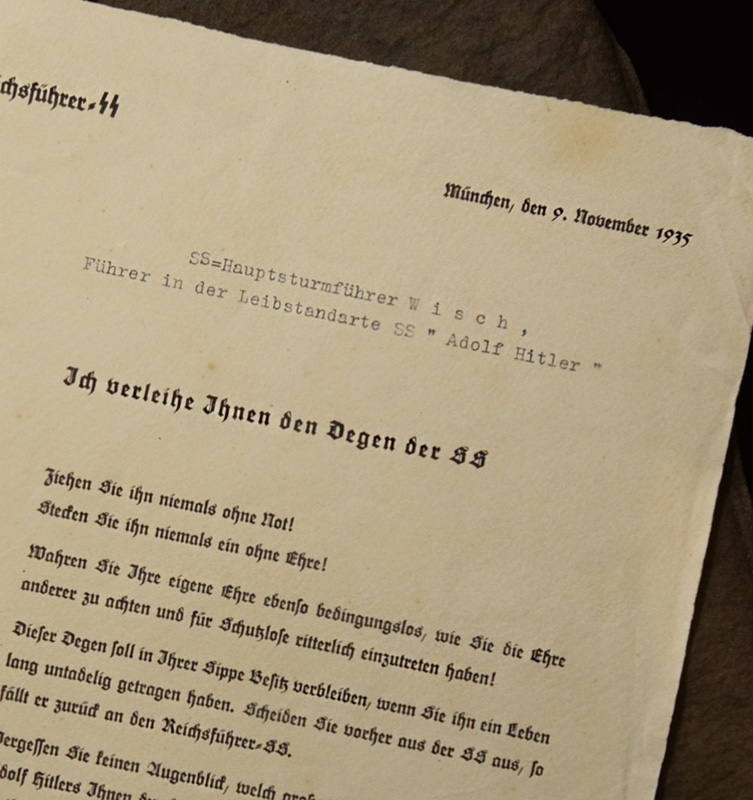 chsführer-SS
München, den 9. November 1935
SS=Hauptsturmführer W i s c h ,
Führer in der Leibstandarte SS " Adolf Hitler "
Ich verleihe Ihnen den Degen der SS
Ziehen Sie ihn niemals ohne Not!
Stecken Sie ihn niemals ein ohne Ehre!
Wahren Sie Ihre eigene Ehre ebenso bedingungslos, wie Sie die Ehre
anderer zu achten und für Schutzlose ritterlich einzutreten haben!
Dieser Degen soll in Ihrer Sippe Besitz verbleiben, wenn Sie ihn ein Leben
lang untadelig getragen haben. Scheiden Sie vorher aus der SS aus, so
fällt er zurück an den Reichsführer-SS.
ergessen Sie keinen Augenblick, welch
dolf Hitlers Ihnen